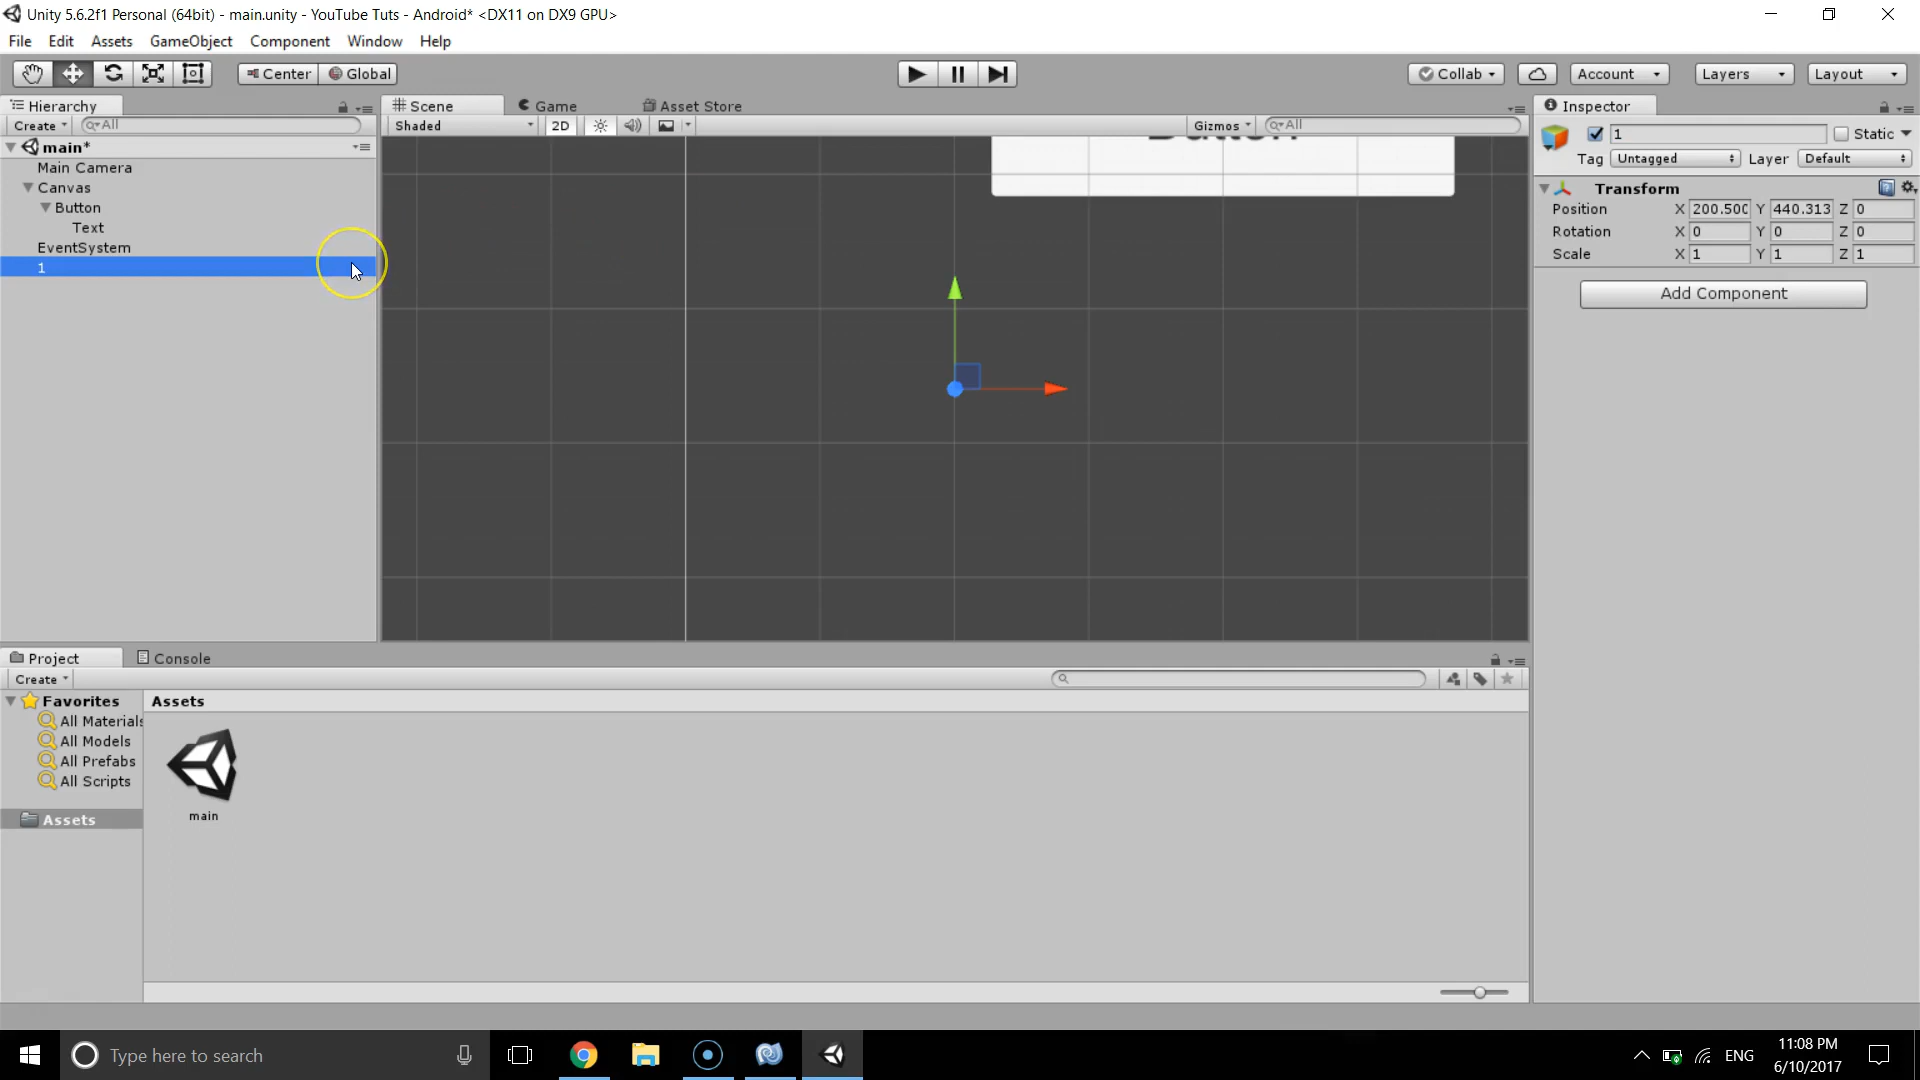 Unity 5.6.2f1 Personal (64bit) - main.unity - YouTube Tuts - Android* <DX11 on DX9 GPU>
File Edit Assets GameObject Component Window Help
Center Global Collab Account Layers Layout
Hierarchy Scene Game Asset Store Inspector
Create All Shaded 2D Gizmos All
1 Static
main*
Tag Untagged Layer Default
Main Camera
Canvas
Transform
Button
Position X 200.500 Y 440.313 Z 0
Text
Rotation X 0 Y 0 Z 0
EventSystem
Scale X 1 Y 1 Z 1
1
Add Component
Project Console
Create
Favorites Assets
All Materials
All Models
All Prefabs
All Scripts
Assets
main
Type here to search
ENG
11:08 PM
6/10/2017